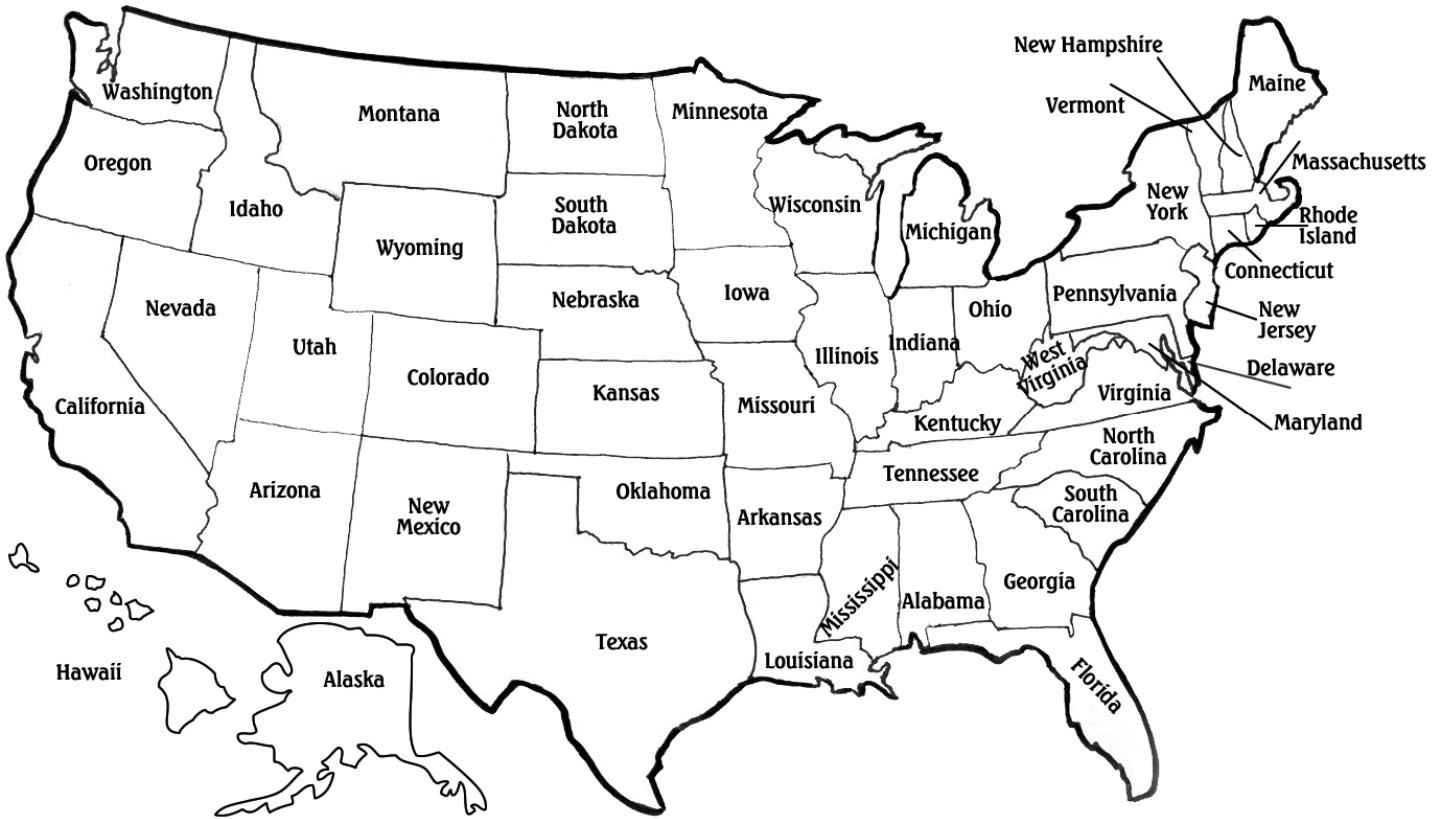 New Hampshire
Maine
Washington
Vermont
Montana
North
Dakota
Minnesota
Oregon
Massachusetts
Idaho
South
Dakota
Wisconsin
New
York
Rhode
Island
Michigan
Wyoming
Connecticut
Nebraska
Iowa
Pennsylvania
Nevada
Ohio
New
Jersey
Utah
Illinois
Indiana
West
Virginia
Delaware
Colorado
Kansas
Virginia
California
Missouri
Kentucky
Maryland
North
Carolina
Tennessee
Arizona
Oklahoma
South
Carolina
New
Mexico
Arkansas
Georgia
Mississippi
Alabama
Texas
Louisiana
Hawaii
Alaska
Florida